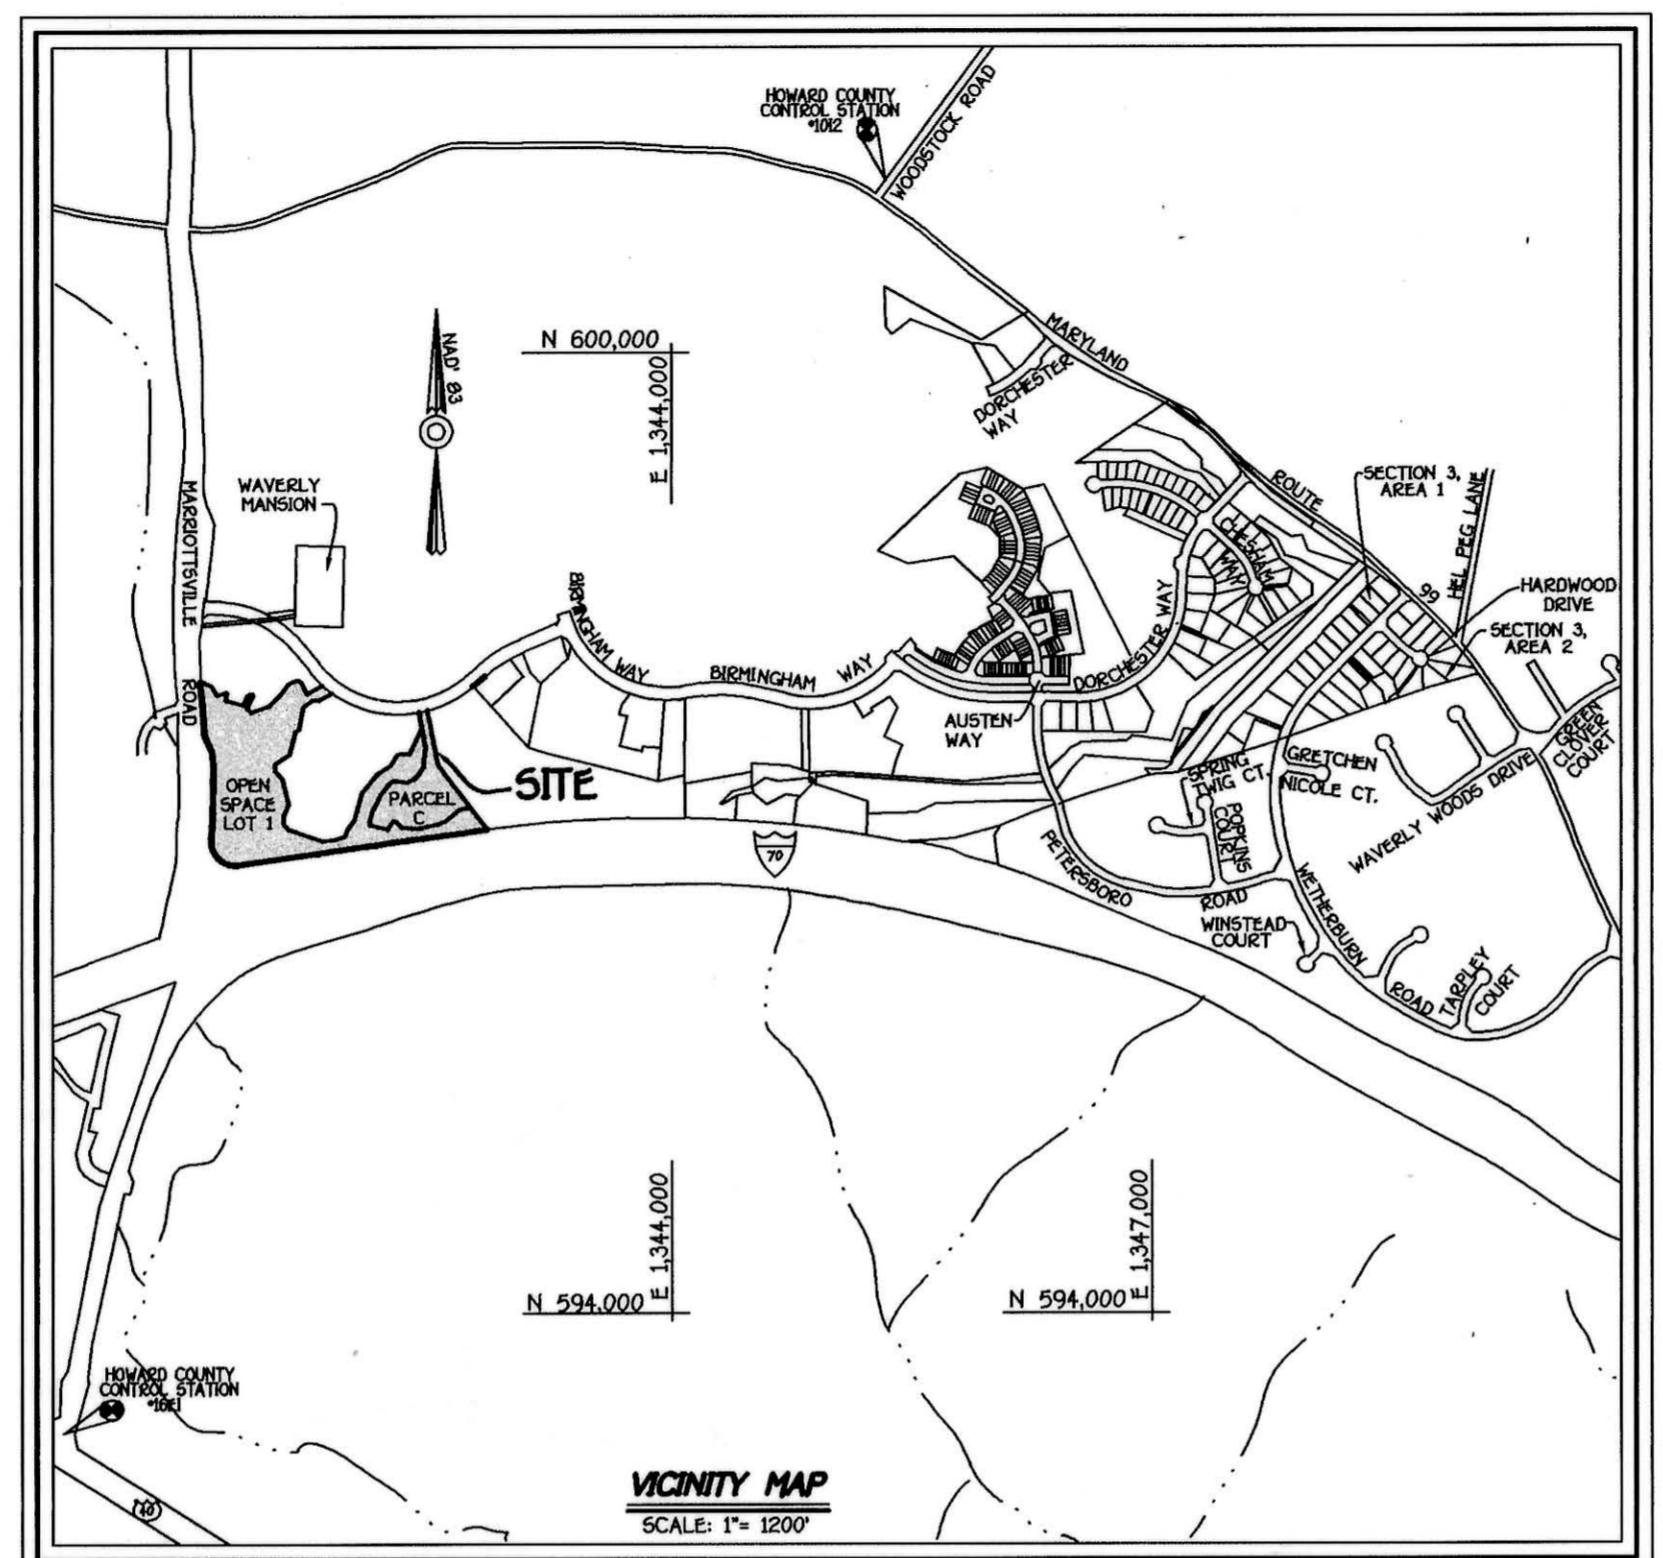 HOWARD COUNTY
CONTROL STATION
WOODSTOCK ROAD
MARYLAND
N 600,000
E 1,344,000
NAD' 83
DORCHESTER
WAY
SECTION 3,
AREA 1
ROUTE
99
HEL PEG LANE
WAVERLY
MANSION
MARRIOTTSVILLE
ROAD
CHESHAM
WAY
HARDWOOD
DRIVE
SECTION 3,
AREA 2
BIRMINGHAM WAY
BIRMINGHAM WAY
DORCHESTER WAY
AUSTEN
WAY
OPEN
SPACE
LOT 1
PARCEL
C
SITE
SPRING
TWIG CT.
GRETCHEN
NICOLE CT.
GREEN
CLOVER
COURT
POPKINS
COURT
WAVERLY WOODS DRIVE
70
PETERSBORO
ROAD
WINSTEAD
COURT
WETHERBURN
ROAD
TARPLEY
COURT
E 1,344,000
N 594,000
E 1,347,000
N 594,000
HOWARD COUNTY
CONTROL STATION
40
VICINITY MAP
SCALE: 1"= 1200'